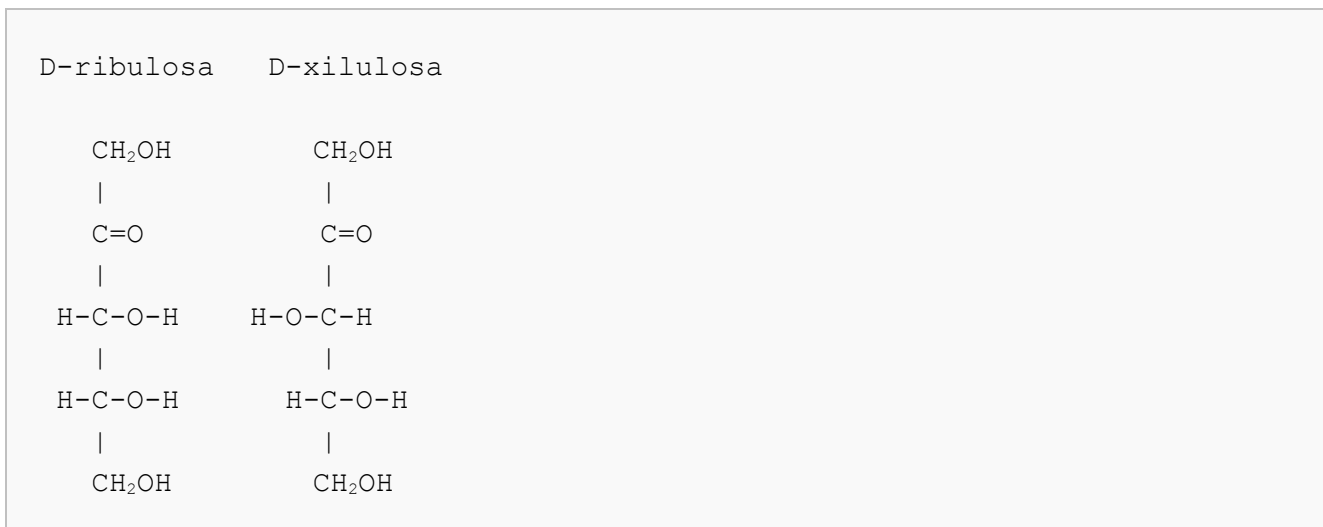 D-ribulosa   D-xilulosa
   CH₂OH          CH₂OH
   |              |
   C=O            C=O
   |              |
 H-C-O-H     H-O-C-H
   |              |
 H-C-O-H        H-C-O-H
   |              |
   CH₂OH          CH₂OH